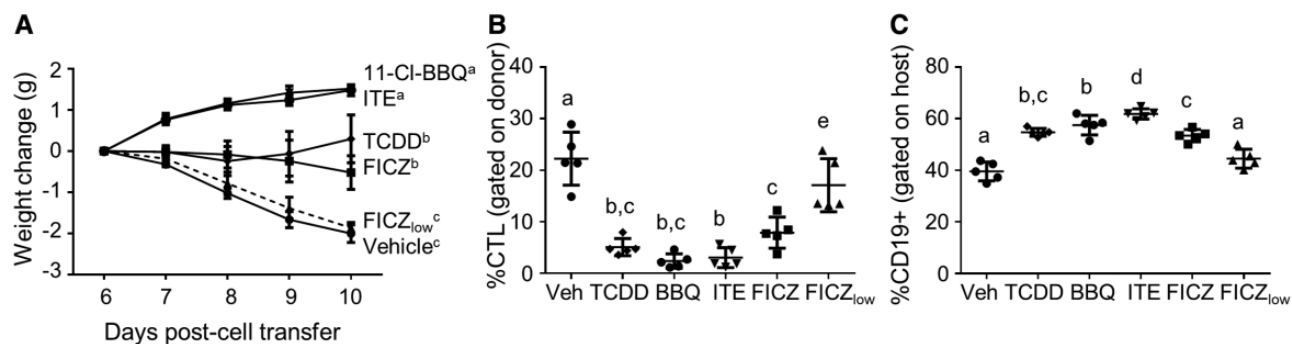 A
Weight change (g)
2
1
0
-1
-2
-3
6 7 8 9 10
Days post-cell transfer
11-Cl-BBQa
ITEa
TCDDb
FICZb
FICZlowc
Vehiclec
B
%CTL (gated on donor)
40
30
20
10
0
a
b,c
b,c
b
c
e
Veh TCDD BBQ ITE FICZ FICZlow
C
%CD19+ (gated on host)
80
60
40
20
0
a
b,c
b
d
c
a
Veh TCDD BBQ ITE FICZ FICZlow